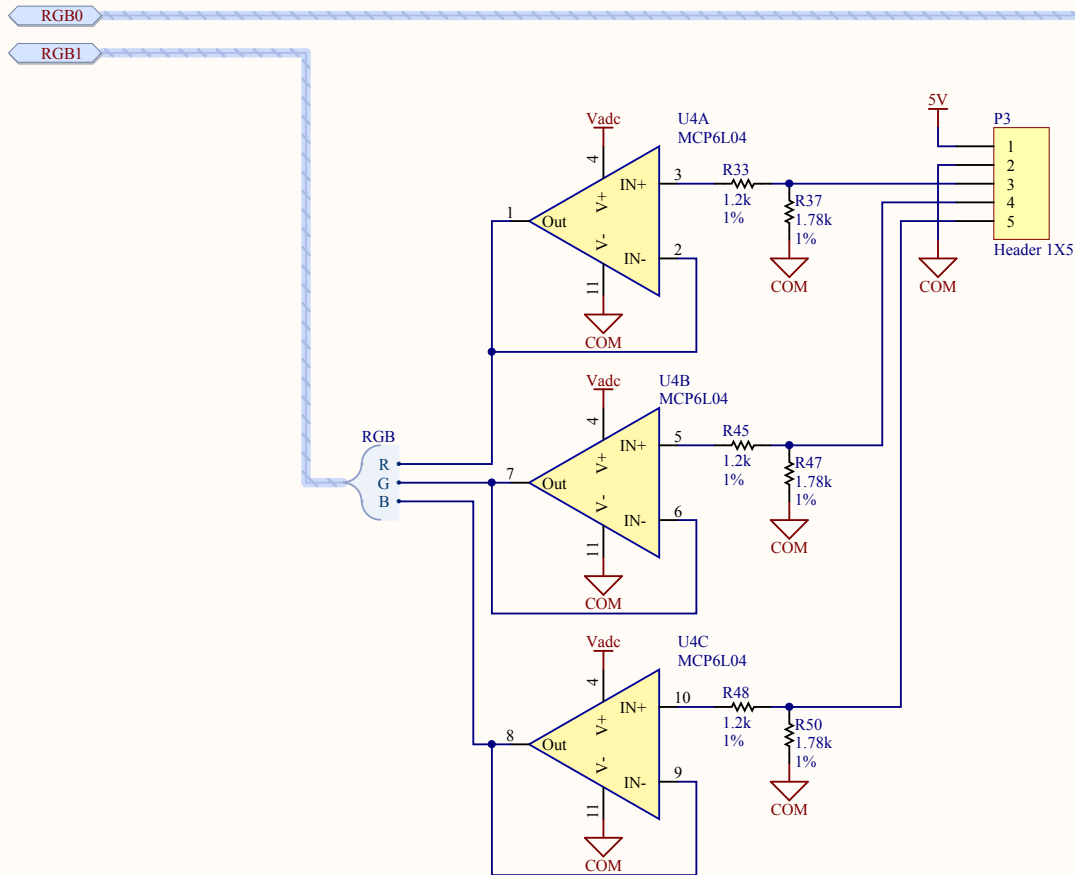 RGB0
RGB1
5V
P3
1
2
3
4
5
Header 1X5
COM
Vadc
U4A
MCP6L04
4
3
IN+
V+
1
Out
V-
IN-
2
11
COM
R33
1.2k
1%
R37
1.78k
1%
COM
Vadc
U4B
MCP6L04
4
5
IN+
V+
7
Out
V-
IN-
6
11
COM
R45
1.2k
1%
R47
1.78k
1%
COM
RGB
R
G
B
Vadc
U4C
MCP6L04
4
10
IN+
V+
8
Out
V-
IN-
9
11
COM
R48
1.2k
1%
R50
1.78k
1%
COM